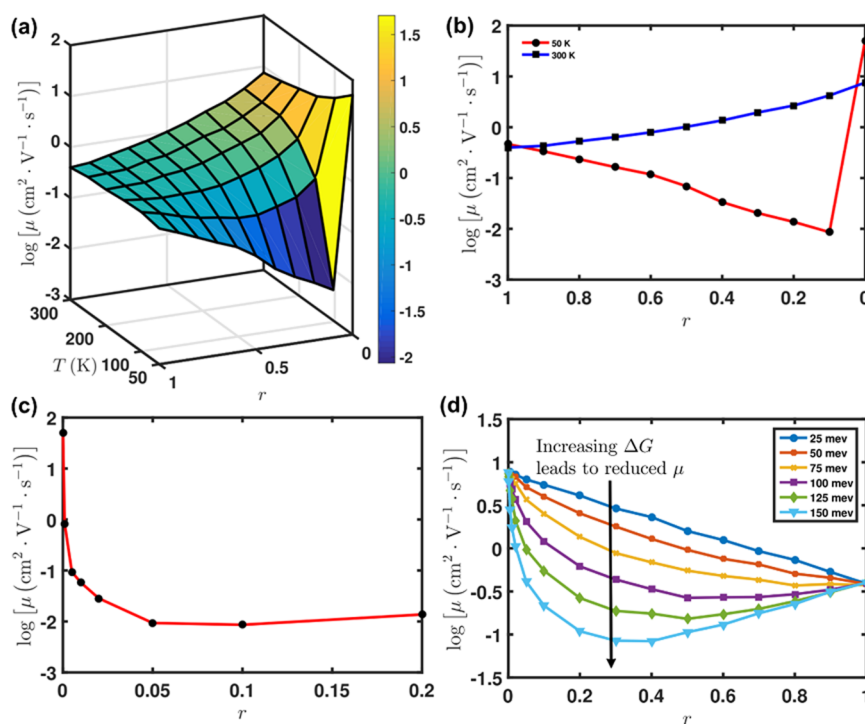 (a)
2
1
0
-1
-2
-3
log [μ (cm² · V⁻¹ · s⁻¹)]
300
200
100
50
T (K)
1
0.5
0
r
1.5
1
0.5
0
-0.5
-1
-1.5
-2
(b)
50 K
300 K
2
1
0
-1
-2
-3
log [μ (cm² · V⁻¹ · s⁻¹)]
1
0.8
0.6
0.4
0.2
0
r
(c)
2
1
0
-1
-2
-3
log [μ (cm² · V⁻¹ · s⁻¹)]
0
0.05
0.1
0.15
0.2
r
(d)
Increasing ΔG
leads to reduced μ
25 mev
50 mev
75 mev
100 mev
125 mev
150 mev
1.5
1
0.5
0
-0.5
-1
-1.5
log [μ (cm² · V⁻¹ · s⁻¹)]
0
0.2
0.4
0.6
0.8
1
r